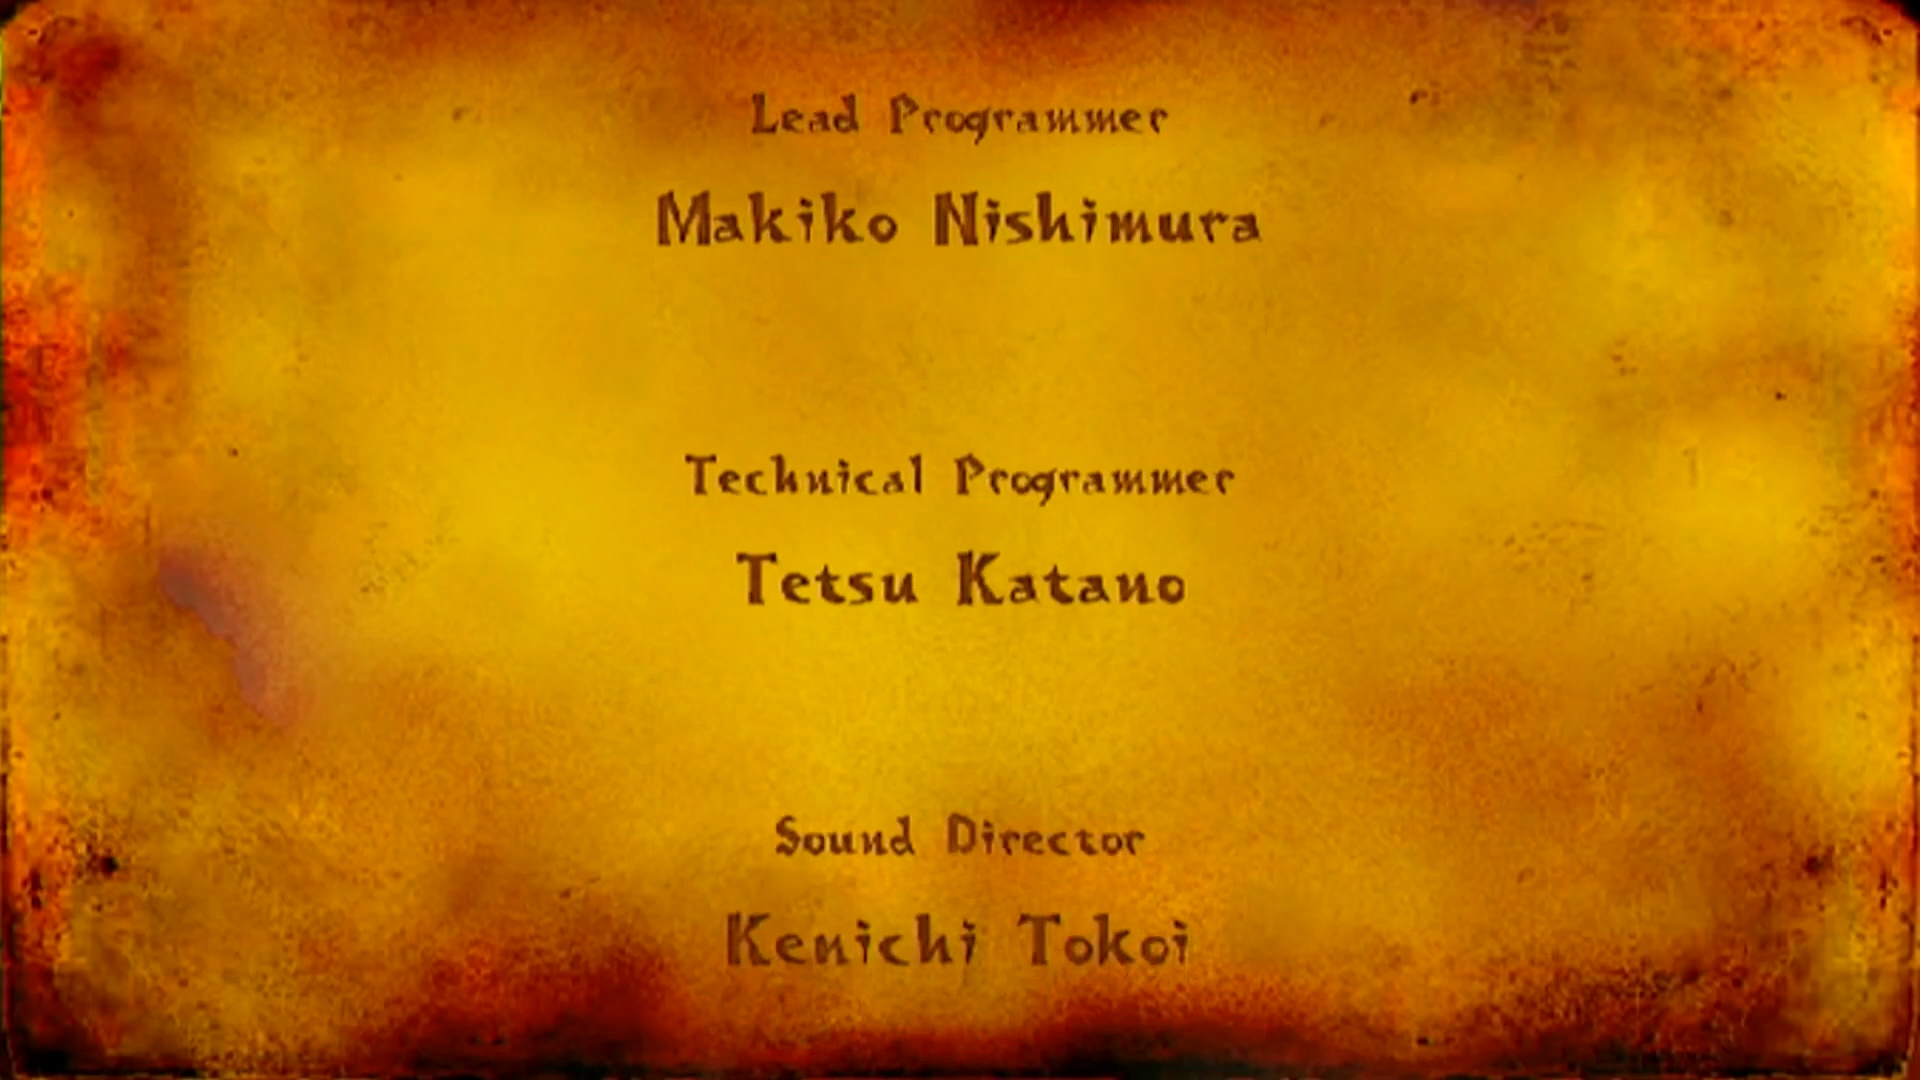 Lead Programmer
Makiko Nishimura
Technical Programmer
Tetsu Katano
Sound Director
Kenichi Tokoi